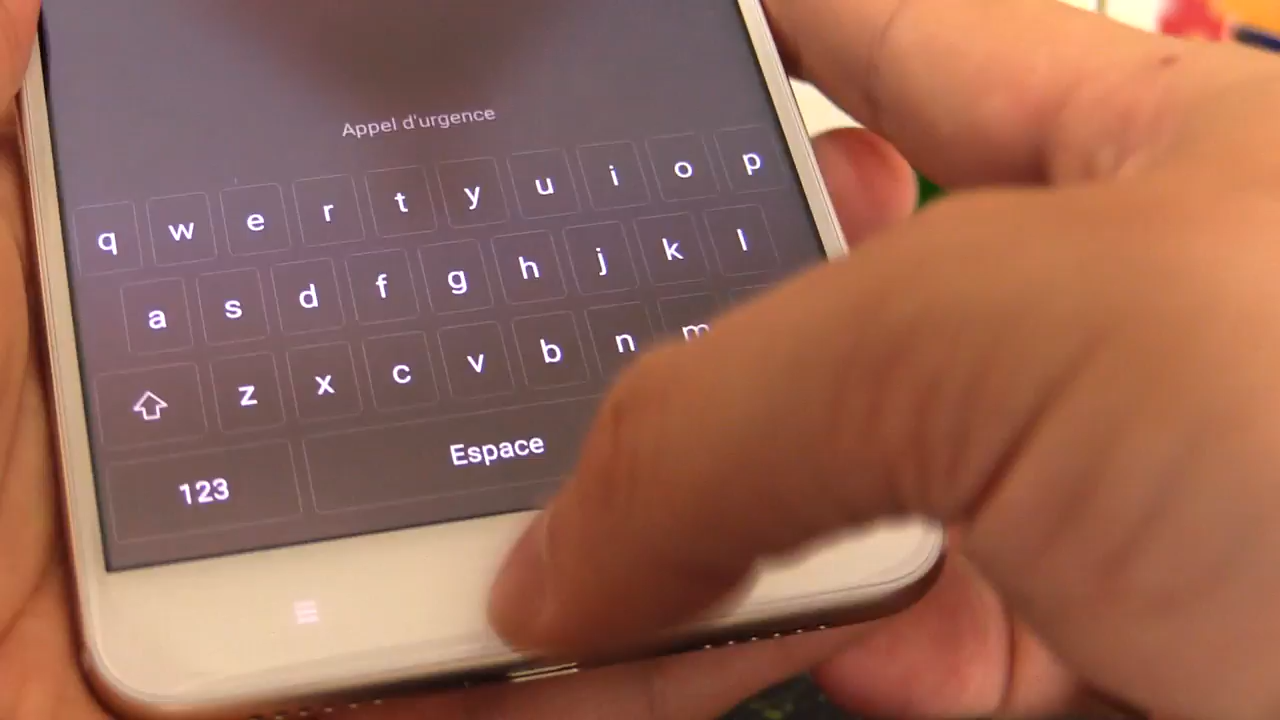 Appel d'urgence
q w e r t y u i o p
a s d f g h j k l
z x c v b n m
123 Espace